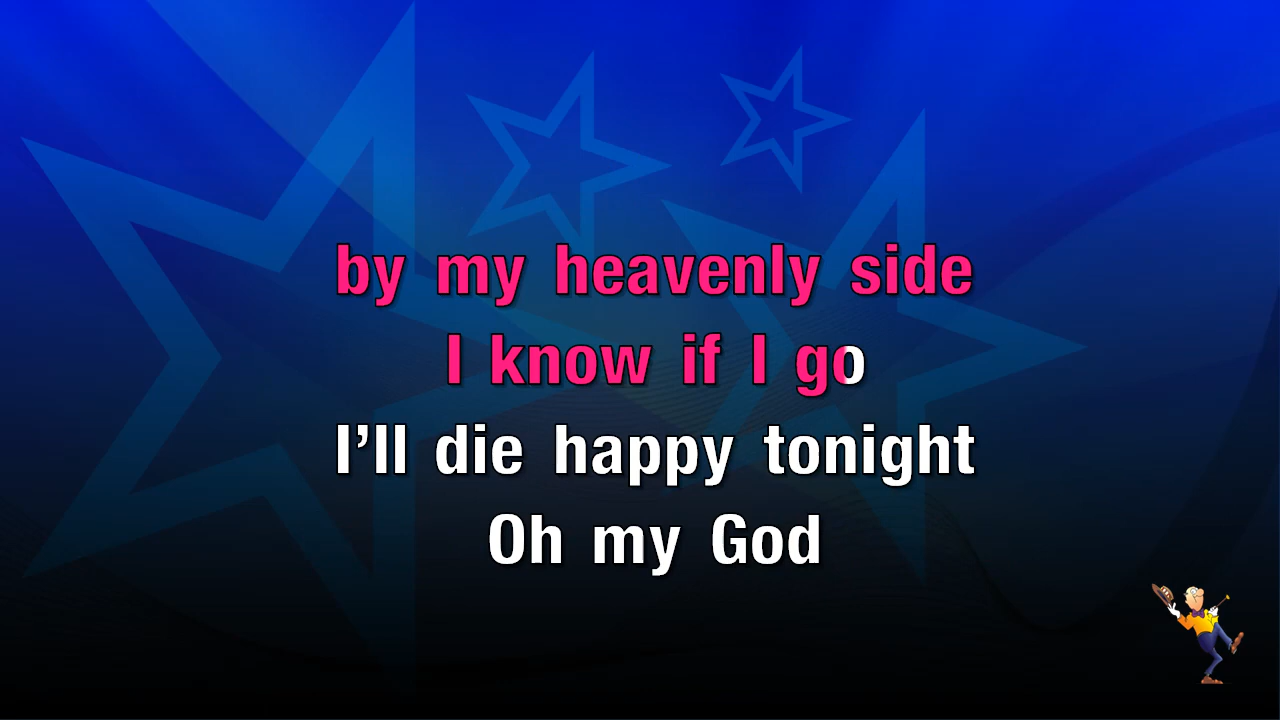 by my heavenly side
I know if I go
I’ll die happy tonight
Oh my God